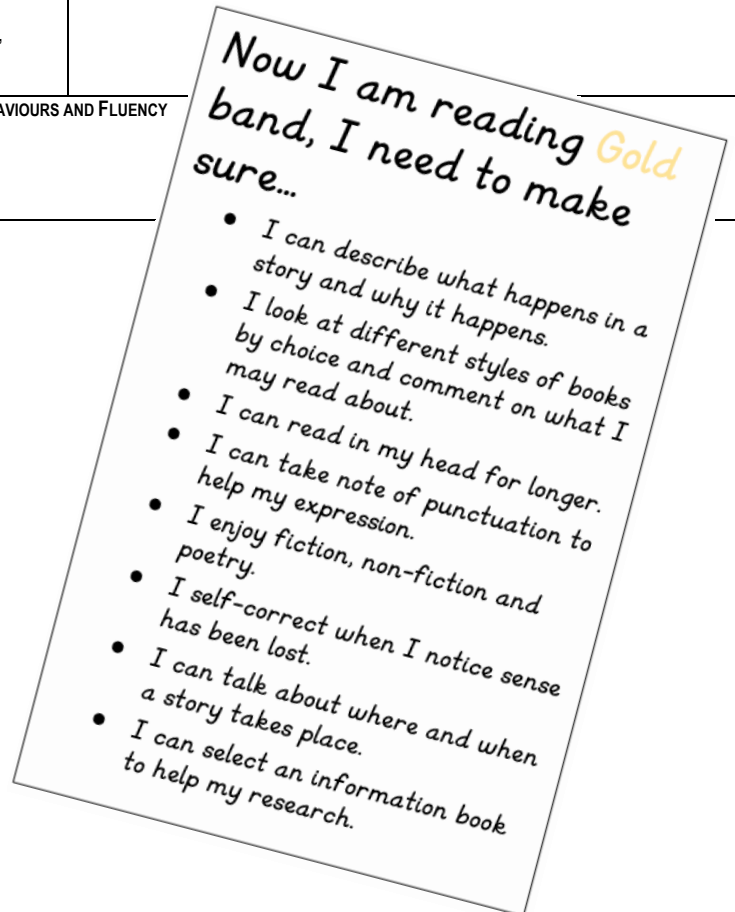 AVIOURS AND FLUENCY
Now I am reading Gold
band, I need to make
sure...
• I can describe what happens in a
story and why it happens.
• I look at different styles of books
by choice and comment on what I
may read about.
• I can read in my head for longer.
• I can take note of punctuation to
help my expression.
• I enjoy fiction, non-fiction and
poetry.
• I self-correct when I notice sense
has been lost.
• I can talk about where and when
a story takes place.
• I can select an information book
to help my research.